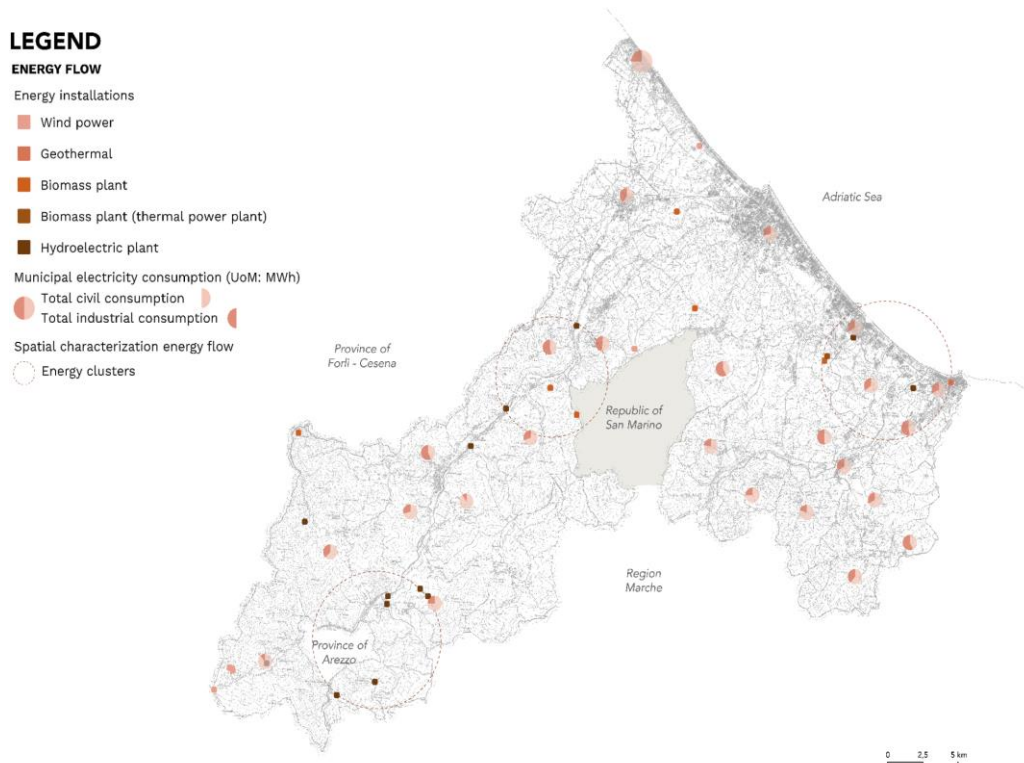 LEGEND
ENERGY FLOW
Energy installations
Wind power
Geothermal
Biomass plant
Biomass plant (thermal power plant)
Hydroelectric plant
Municipal electricity consumption (UoM: MWh)
Total civil consumption
Total industrial consumption
Spatial characterization energy flow
Energy clusters
Adriatic Sea
Province of
Forlì - Cesena
Republic of
San Marino
Region
Marche
Province of
Arezzo
0 2,5 5 km